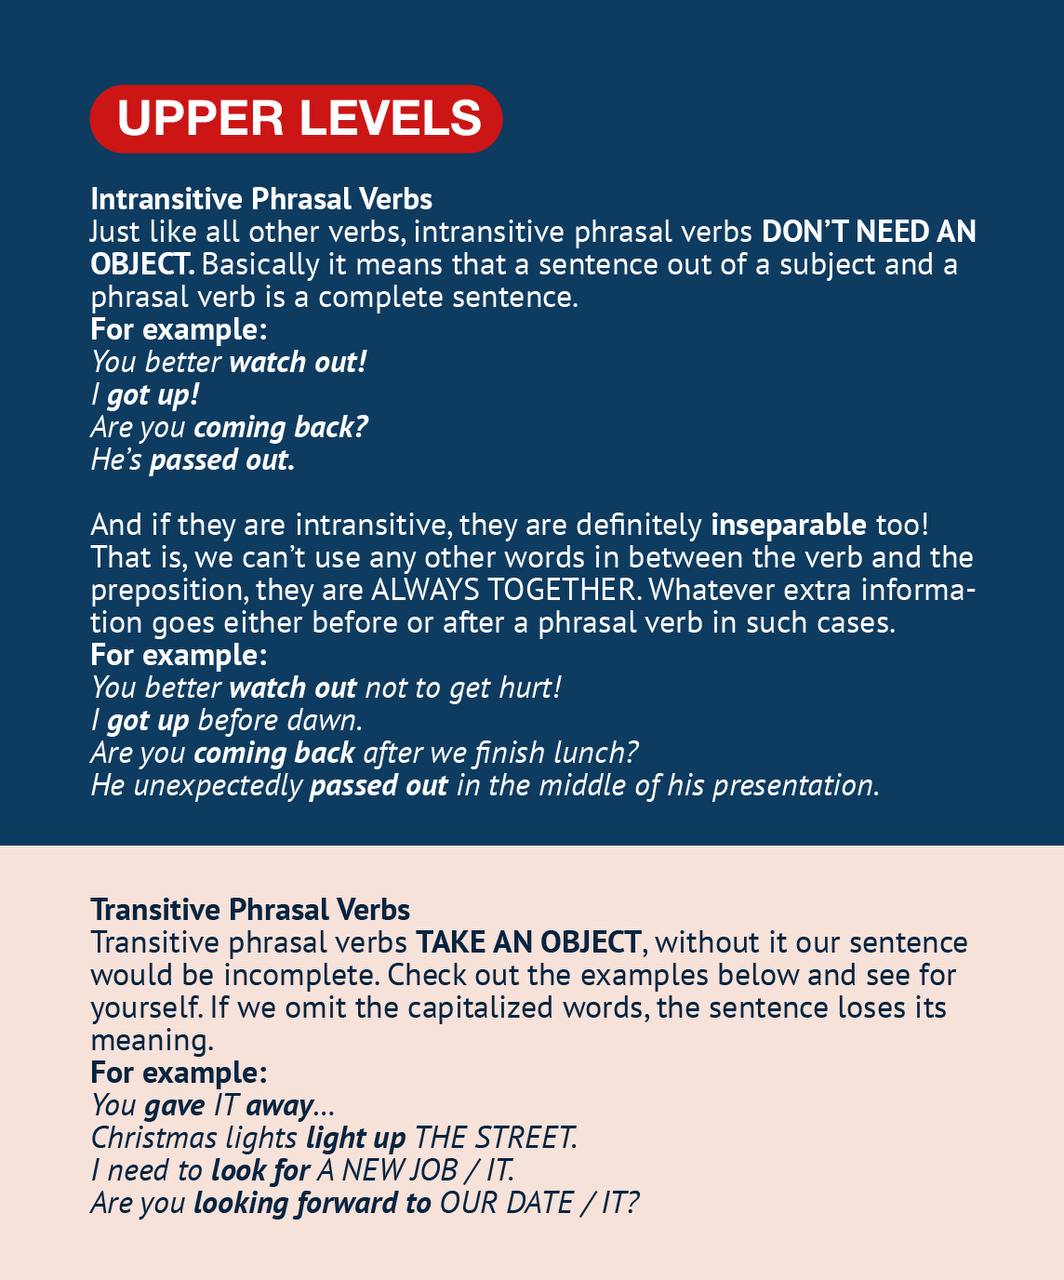 UPPER LEVELS
Intransitive Phrasal Verbs
Just like all other verbs, intransitive phrasal verbs DON’T NEED AN
OBJECT. Basically it means that a sentence out of a subject and a
phrasal verb is a complete sentence.
For example:
You better watch out!
I got up!
Are you coming back?
He’s passed out.
And if they are intransitive, they are definitely inseparable too!
That is, we can’t use any other words in between the verb and the
preposition, they are ALWAYS TOGETHER. Whatever extra informa-
tion goes either before or after a phrasal verb in such cases.
For example:
You better watch out not to get hurt!
I got up before dawn.
Are you coming back after we finish lunch?
He unexpectedly passed out in the middle of his presentation.
Transitive Phrasal Verbs
Transitive phrasal verbs TAKE AN OBJECT, without it our sentence
would be incomplete. Check out the examples below and see for
yourself. If we omit the capitalized words, the sentence loses its
meaning.
For example:
You gave IT away...
Christmas lights light up THE STREET.
I need to look for A NEW JOB / IT.
Are you looking forward to OUR DATE / IT?